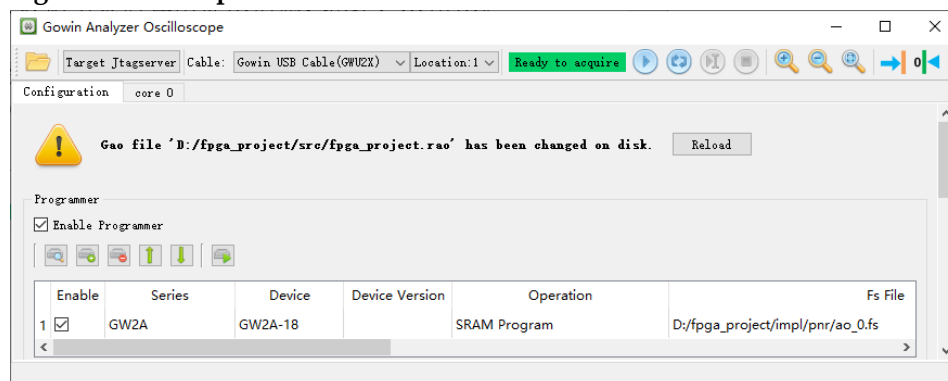 Gowin Analyzer Oscilloscope
Target Jtagserver Cable: Gowin USB Cable(GWU2X) Location:1 Ready to acquire 0
Configuration core 0
Gao file 'D:/fpga_project/src/fpga_project.rao' has been changed on disk. Reload
Programmer
Enable Programmer
Enable Series Device Device Version Operation Fs File
1 GW2A GW2A-18 SRAM Program D:/fpga_project/impl/pnr/ao_0.fs